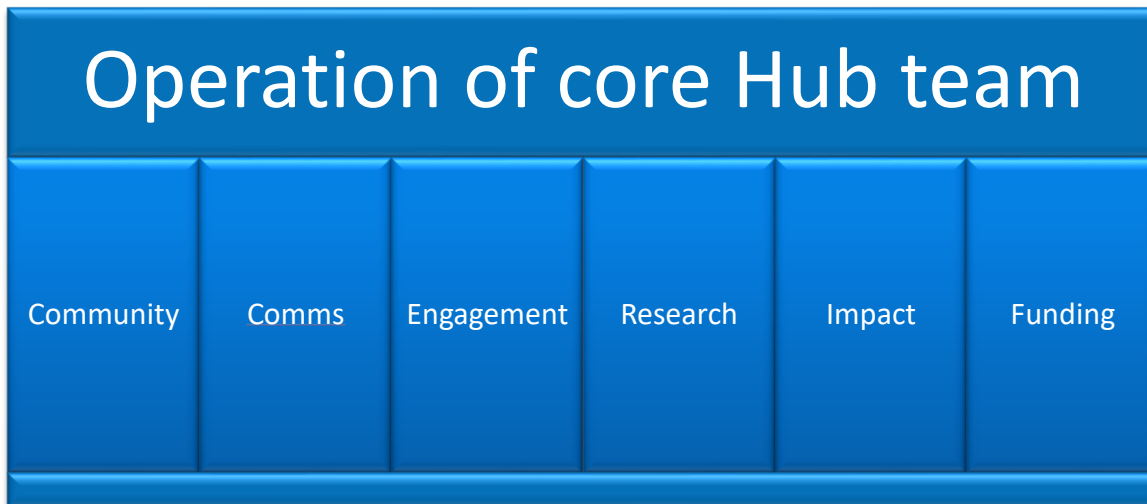 Operation of core Hub team
Community
Comms
Engagement
Research
Impact
Funding